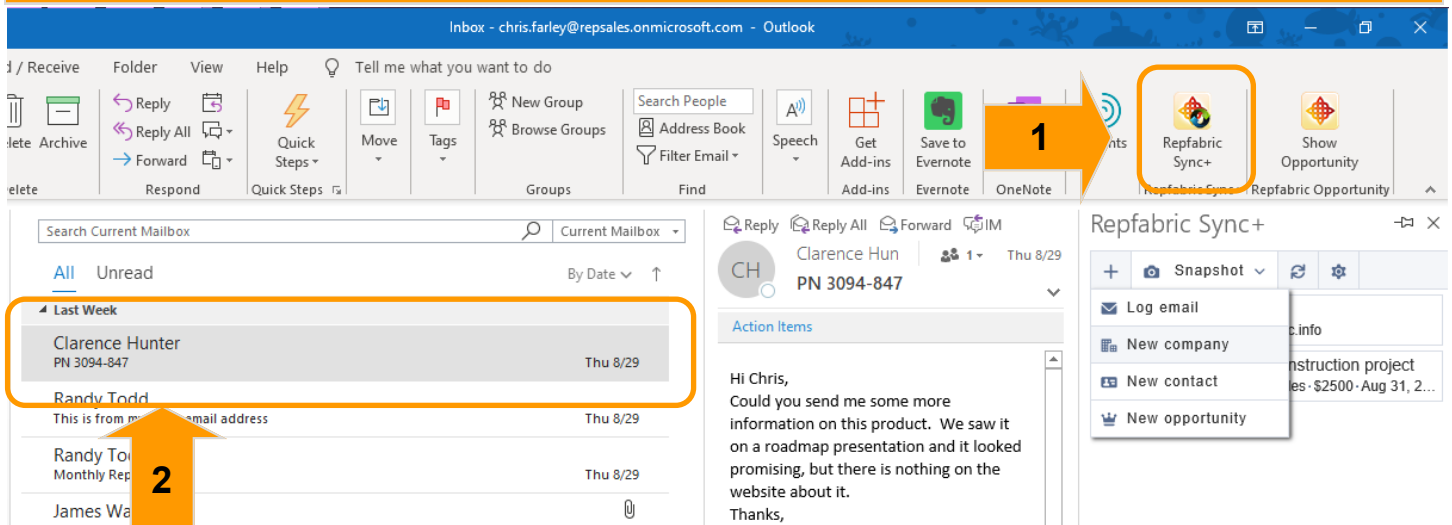 Inbox - chris.farley@repsales.onmicrosoft.com - Outlook
/ Receive Folder View Help Tell me what you want to do
Reply
Reply All
Forward
Archive
Respond
Quick Steps
Quick Steps
Move
Tags
New Group
Browse Groups
Groups
Search People
Address Book
Filter Email
Find
A))
Speech
Get Add-ins
Add-ins
Save to Evernote
Evernote
OneNote
1
Repfabric Sync+
Repfabric Sync
Show Opportunity
Repfabric Opportunity
Search Current Mailbox Current Mailbox
All Unread By Date
Last Week
Clarence Hunter
PN 3094-847 Thu 8/29
Randy Todd
This is from email address Thu 8/29
Randy
Monthly Thu 8/29
James
2
Reply Reply All Forward IM
CH
Clarence Hun 1 Thu 8/29
PN 3094-847
Action Items
Hi Chris,
Could you send me some more
information on this product. We saw it
on a roadmap presentation and it looked
promising, but there is nothing on the
website about it.
Thanks,
Repfabric Sync+
+ Snapshot
Log email
New company
New contact
New opportunity
c.info
nstruction project
les · $2500 · Aug 31, 2...